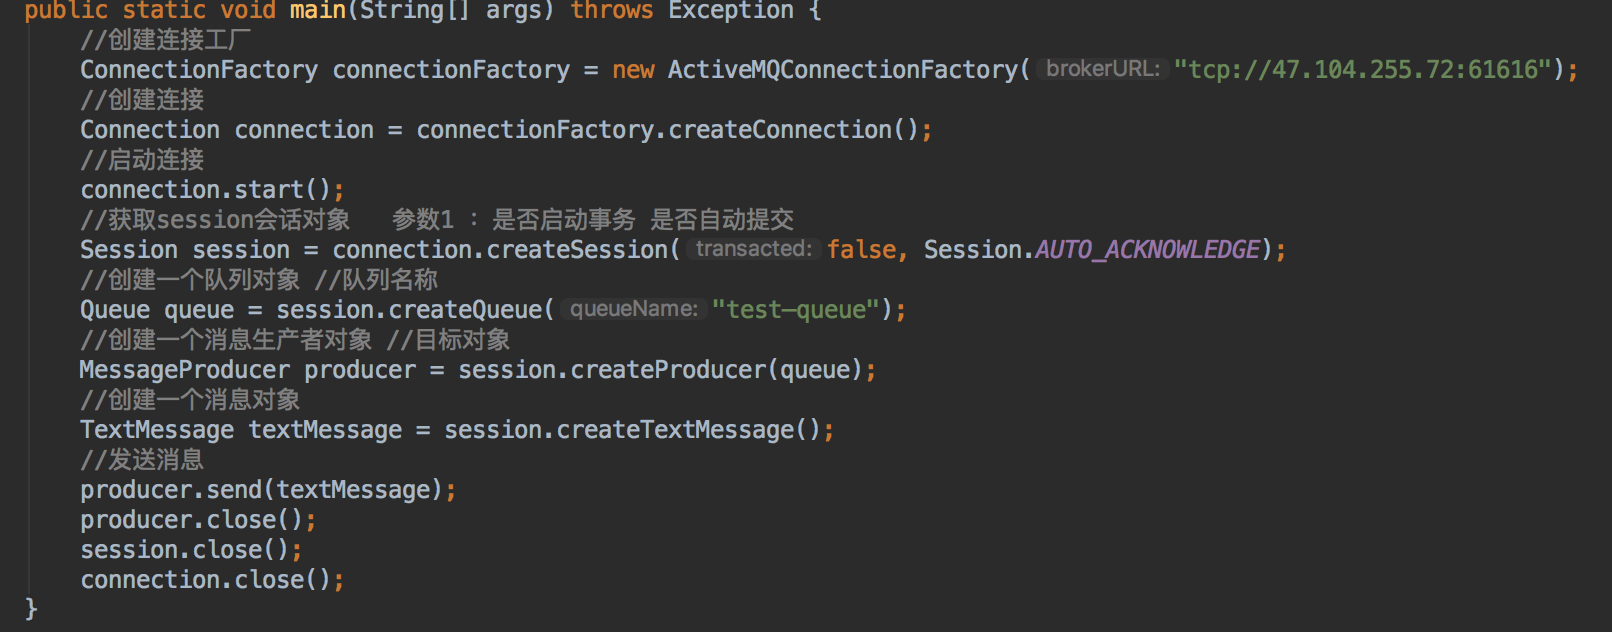 public static void main(String[] args) throws Exception {
//创建连接工厂
ConnectionFactory connectionFactory = new ActiveMQConnectionFactory( brokerURL: "tcp://47.104.255.72:61616");
//创建连接
Connection connection = connectionFactory.createConnection();
//启动连接
connection.start();
//获取session会话对象   参数1 : 是否启动事务 是否自动提交
Session session = connection.createSession( transacted: false, Session.AUTO_ACKNOWLEDGE);
//创建一个队列对象 //队列名称
Queue queue = session.createQueue( queueName: "test-queue");
//创建一个消息生产者对象 //目标对象
MessageProducer producer = session.createProducer(queue);
//创建一个消息对象
TextMessage textMessage = session.createTextMessage();
//发送消息
producer.send(textMessage);
producer.close();
session.close();
connection.close();
}